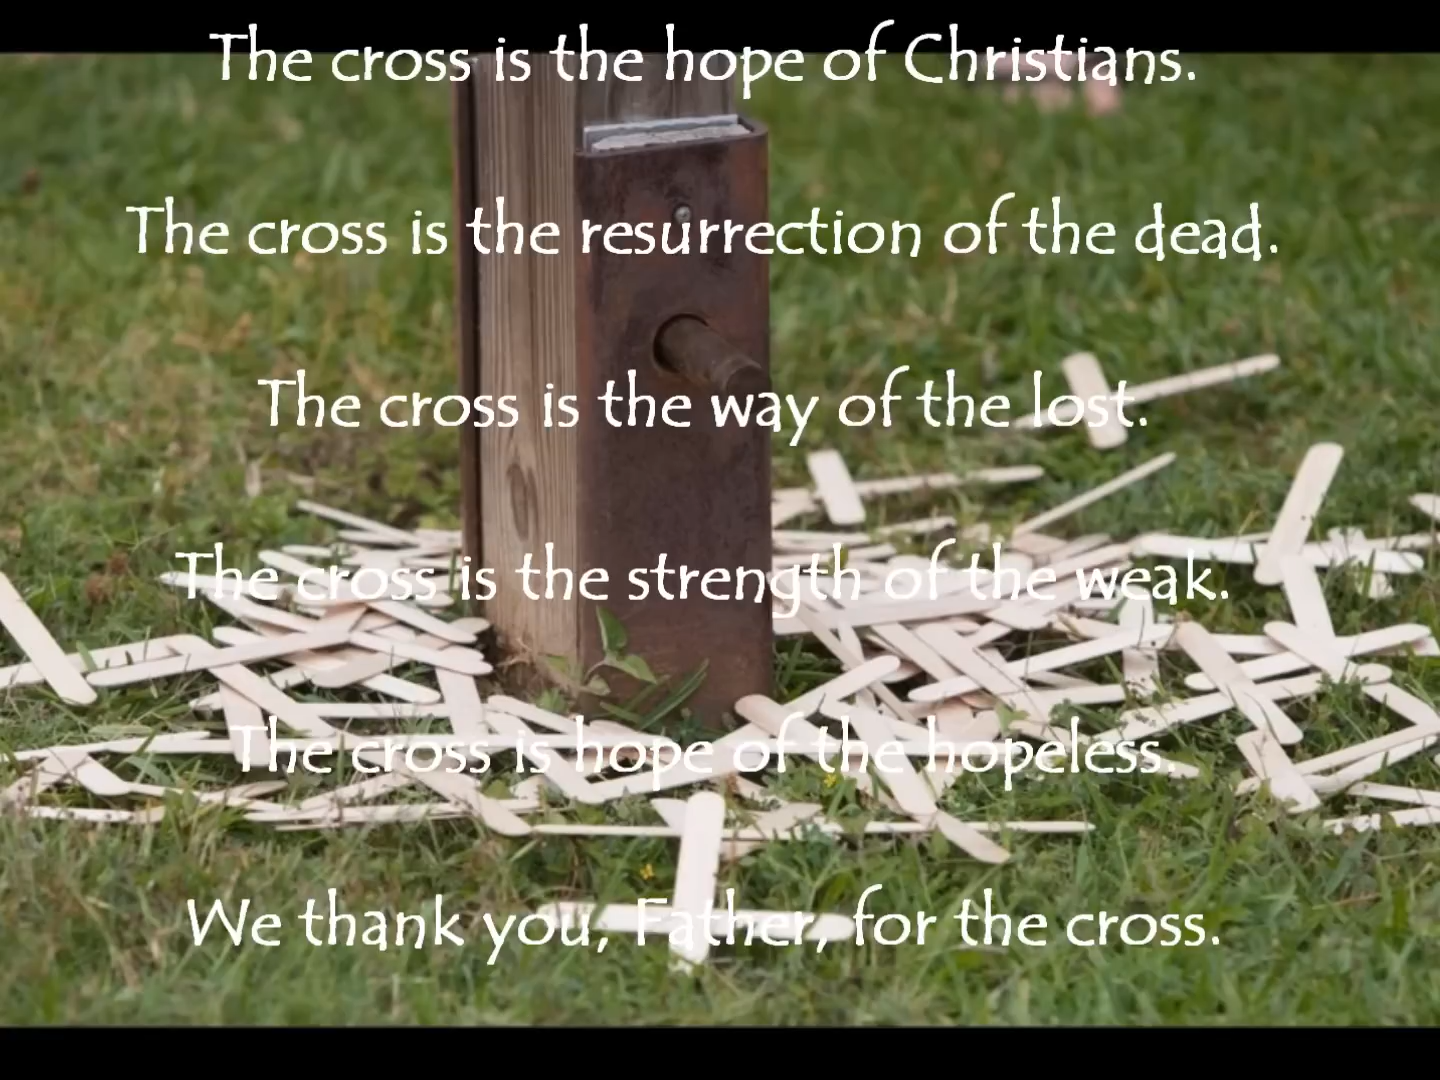 The cross is the hope of Christians.
The cross is the resurrection of the dead.
The cross is the way of the lost.
The cross is the strength of the weak.
The cross is hope of the hopeless.
We thank you, Father, for the cross.